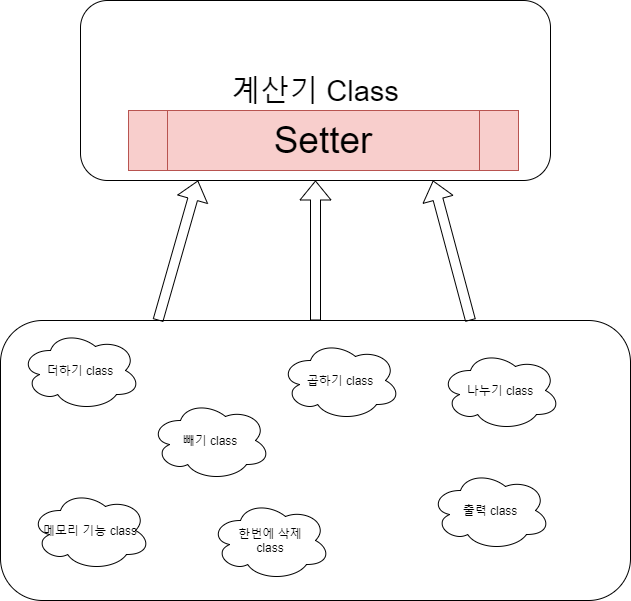 계산기 Class
Setter
더하기 class
곱하기 class
나누기 class
빼기 class
메모리 기능 class
한번에 삭제
class
출력 class